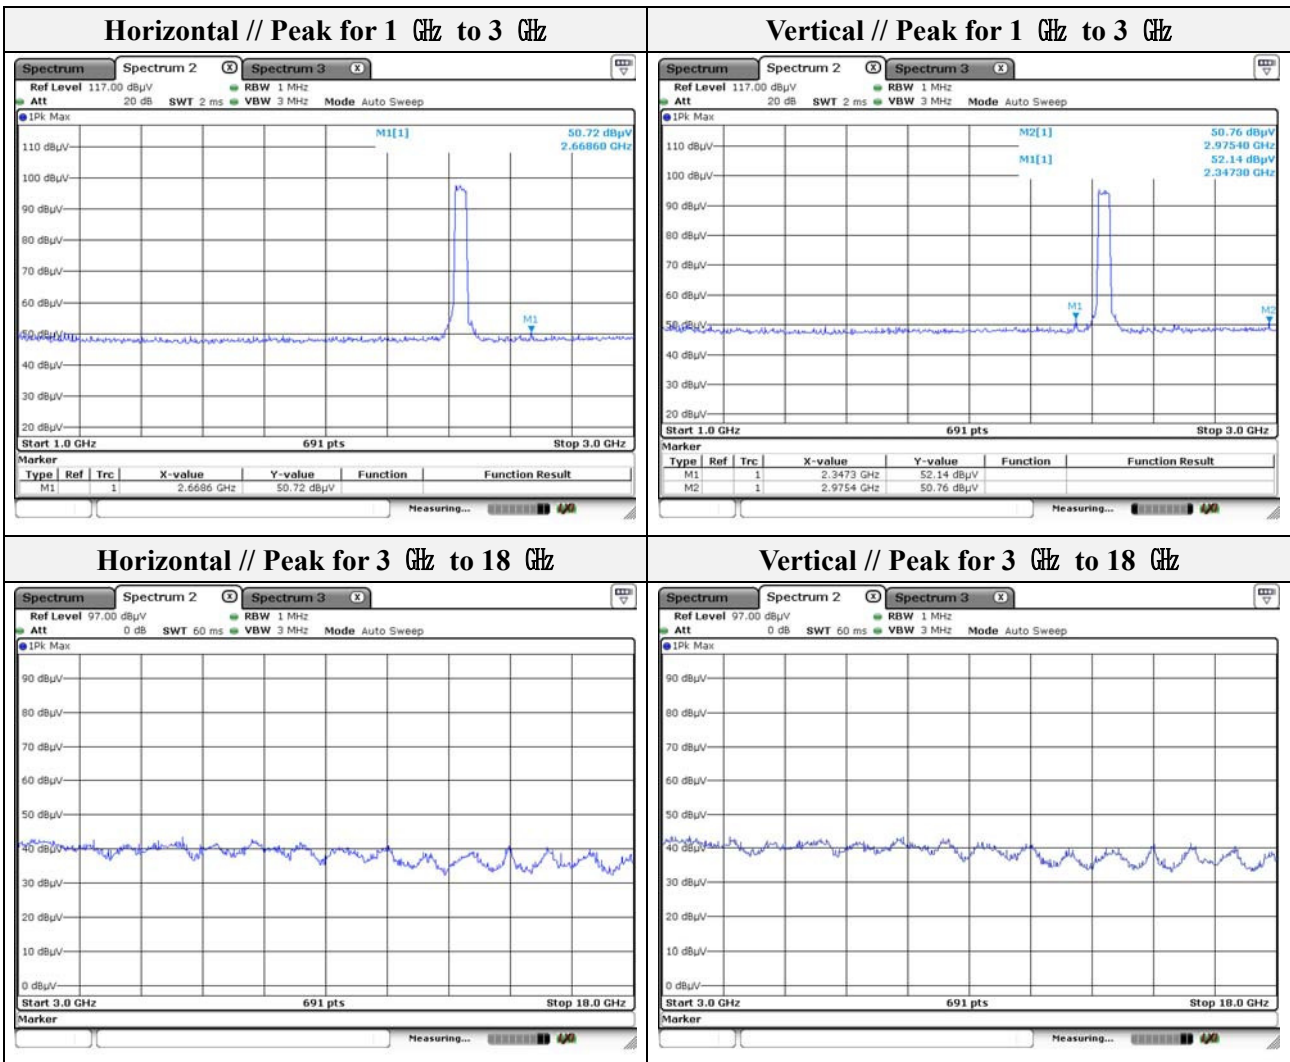 Horizontal // Peak for 1 ㎓ to 3 ㎓
Spectrum Spectrum 2 Spectrum 3
Ref Level 117.00 dBµV RBW 1 MHz
Att 20 dB SWT 2 ms VBW 3 MHz Mode Auto Sweep
1Pk Max
M1[1] 50.72 dBµV
2.66860 GHz
110 dBµV
100 dBµV
90 dBµV
80 dBµV
70 dBµV
60 dBµV
M1
50 dBµV
40 dBµV
30 dBµV
20 dBµV
Start 1.0 GHz 691 pts Stop 3.0 GHz
Marker
Type Ref Trc X-value Y-value Function Function Result
M1 1 2.6686 GHz 50.72 dBµV
Measuring...
Vertical // Peak for 1 ㎓ to 3 ㎓
Spectrum Spectrum 2 Spectrum 3
Ref Level 117.00 dBµV RBW 1 MHz
Att 20 dB SWT 2 ms VBW 3 MHz Mode Auto Sweep
1Pk Max
M2[1] 50.76 dBµV
2.97540 GHz
M1[1] 52.14 dBµV
2.34730 GHz
110 dBµV
100 dBµV
90 dBµV
80 dBµV
70 dBµV
60 dBµV
M1 M2
50 dBµV
40 dBµV
30 dBµV
20 dBµV
Start 1.0 GHz 691 pts Stop 3.0 GHz
Marker
Type Ref Trc X-value Y-value Function Function Result
M1 1 2.3473 GHz 52.14 dBµV
M2 1 2.9754 GHz 50.76 dBµV
Measuring...
Horizontal // Peak for 3 ㎓ to 18 ㎓
Spectrum Spectrum 2 Spectrum 3
Ref Level 97.00 dBµV RBW 1 MHz
Att 0 dB SWT 60 ms VBW 3 MHz Mode Auto Sweep
1Pk Max
90 dBµV
80 dBµV
70 dBµV
60 dBµV
50 dBµV
40 dBµV
30 dBµV
20 dBµV
10 dBµV
0 dBµV
Start 3.0 GHz 691 pts Stop 18.0 GHz
Marker
Measuring...
Vertical // Peak for 3 ㎓ to 18 ㎓
Spectrum Spectrum 2 Spectrum 3
Ref Level 97.00 dBµV RBW 1 MHz
Att 0 dB SWT 60 ms VBW 3 MHz Mode Auto Sweep
1Pk Max
90 dBµV
80 dBµV
70 dBµV
60 dBµV
50 dBµV
40 dBµV
30 dBµV
20 dBµV
10 dBµV
0 dBµV
Start 3.0 GHz 691 pts Stop 18.0 GHz
Marker
Measuring...